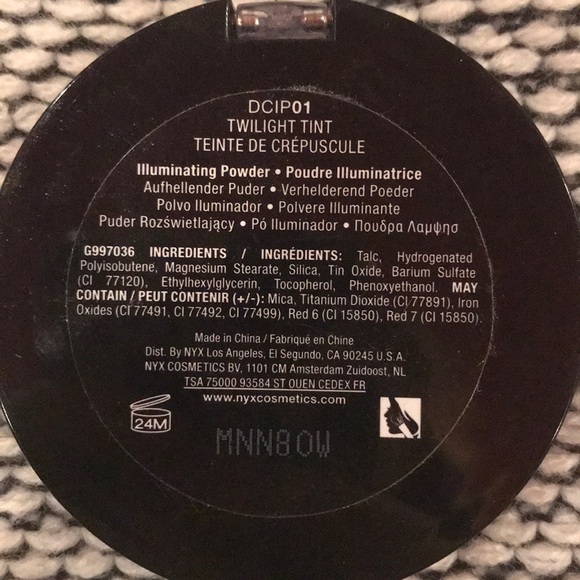 DCIP01
TWILIGHT TINT
TEINTE DE CRÉPUSCULE
Illuminating Powder • Poudre Illuminatrice
Aufhellender Puder • Verhelderend Poeder
Polvo Iluminador • Polvere Illuminante
Puder Rozświetlający • Pó Iluminador • Πουδρα Λαμψησ
G997036 INGREDIENTS / INGRÉDIENTS: Talc, Hydrogenated
Polyisobutene, Magnesium Stearate, Silica, Tin Oxide, Barium Sulfate
(CI 77120), Ethylhexylglycerin, Tocopherol, Phenoxyethanol. MAY
CONTAIN / PEUT CONTENIR (+/-): Mica, Titanium Dioxide (CI 77891), Iron
Oxides (CI 77491, CI 77492, CI 77499), Red 6 (CI 15850), Red 7 (CI 15850).
Made in China / Fabriqué en Chine
Dist. By NYX Los Angeles, El Segundo, CA 90245 U.S.A.
NYX COSMETICS BV, 1101 CM Amsterdam Zuidoost, NL
TSA 75000 93584 ST OUEN CEDEX FR
www.nyxcosmetics.com
24M
MNN80W